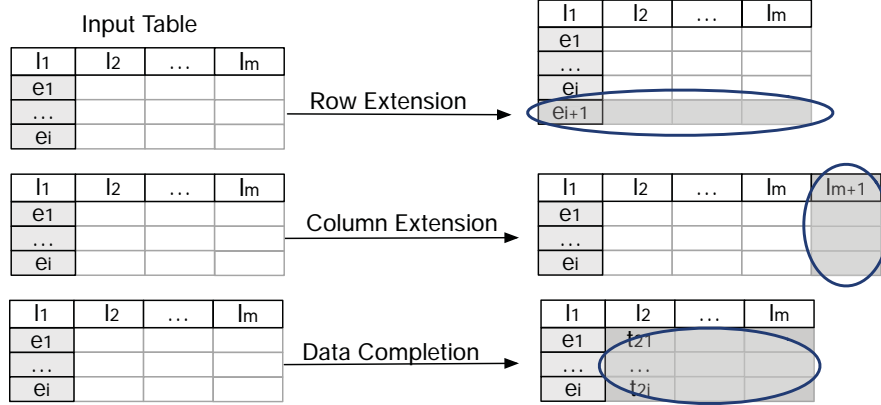 Input Table
l1 l2 … lm
e1
…
ei
Row Extension
l1 l2 … lm
e1
…
ei
ei+1
l1 l2 … lm
e1
…
ei
Column Extension
l1 l2 … lm lm+1
e1
…
ei
l1 l2 … lm
e1
…
ei
Data Completion
l1 l2 … lm
e1 t21
… …
ei t2i